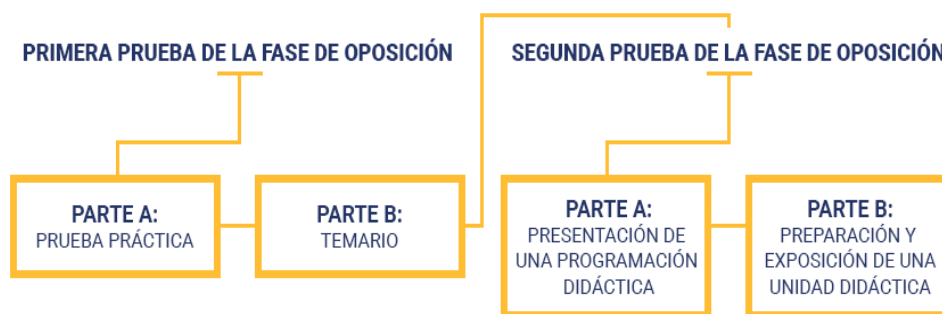 PRIMERA PRUEBA DE LA FASE DE OPOSICIÓN
PARTE A:
PRUEBA PRÁCTICA
PARTE B:
TEMARIO
SEGUNDA PRUEBA DE LA FASE DE OPOSICIÓN
PARTE A:
PRESENTACIÓN DE
UNA PROGRAMACIÓN
DIDÁCTICA
PARTE B:
PREPARACIÓN Y
EXPOSICIÓN DE UNA
UNIDAD DIDÁCTICA